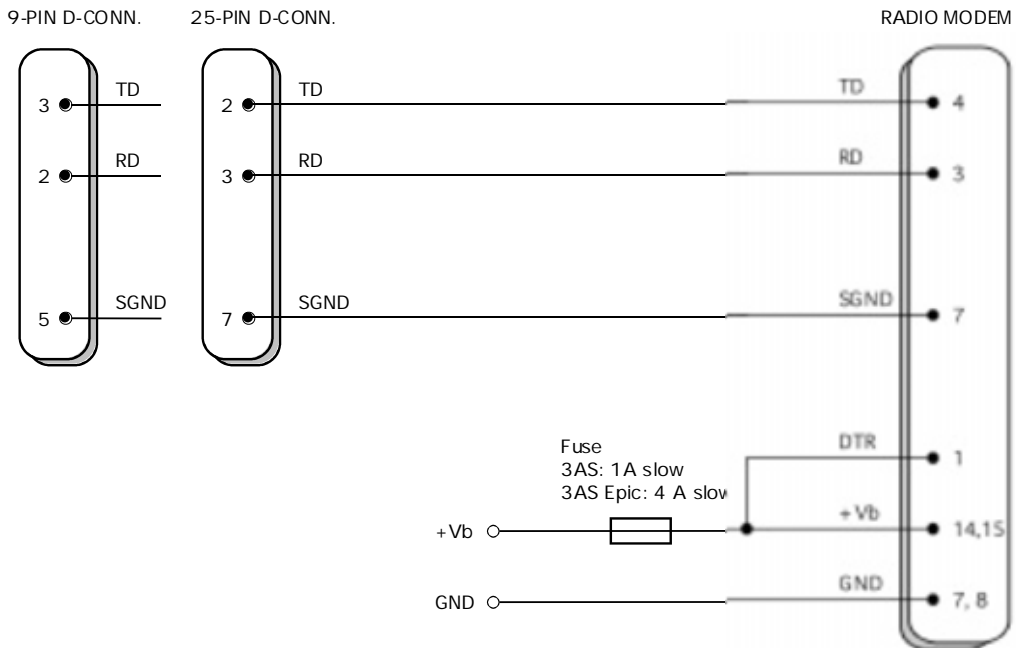 9-PIN D-CONN. 25-PIN D-CONN. RADIO MODEM
3 TD 2 TD TD 4
2 RD 3 RD RD 3
5 SGND 7 SGND SGND 7
Fuse
3AS: 1A slow
3AS Epic: 4 A slow
DTR 1
+Vb +Vb 14,15
GND GND 7, 8